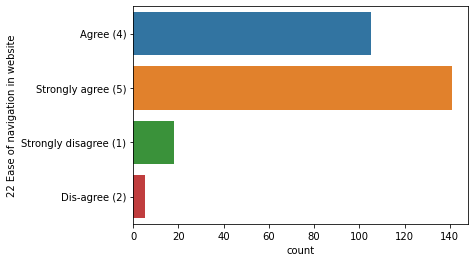 22 Ease of navigation in website
Agree (4)
Strongly agree (5)
Strongly disagree (1)
Dis-agree (2)
0 20 40 60 80 100 120 140
count